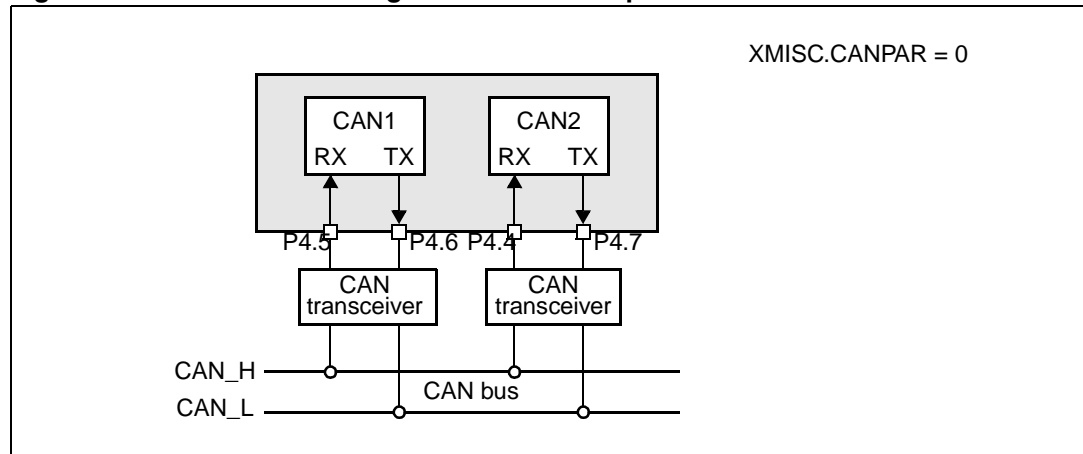 XMISC.CANPAR = 0
CAN1
CAN2
RX TX
RX TX
P4.5 P4.6 P4.4 P4.7
CAN
transceiver
CAN
transceiver
CAN_H
CAN bus
CAN_L